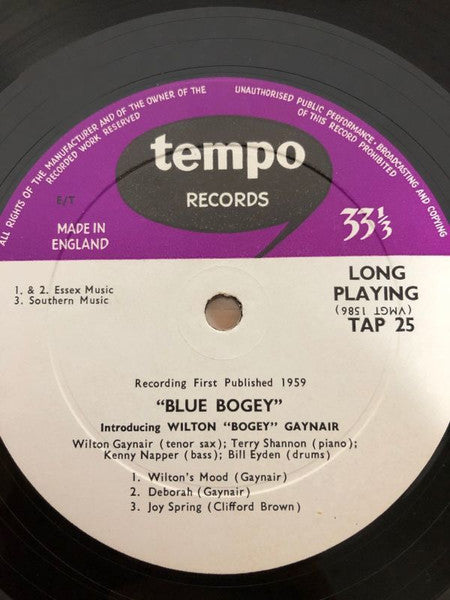 ALL RIGHTS OF THE MANUFACTURER AND OF THE OWNER OF THE
RECORDED WORK RESERVED
UNAUTHORISED PUBLIC PERFORMANCE · BROADCASTING AND COPYING
OF THIS RECORD PROHIBITED
tempo
RECORDS
E/T
MADE IN
ENGLAND
33⅓
1. & 2. Essex Music
3. Southern Music
LONG
PLAYING
(VMGT 1586)
TAP 25
Recording First Published 1959
"BLUE BOGEY"
Introducing WILTON "BOGEY" GAYNAIR
Wilton Gaynair (tenor sax); Terry Shannon (piano);
Kenny Napper (bass); Bill Eyden (drums)
1. Wilton's Mood (Gaynair)
2. Deborah (Gaynair)
3. Joy Spring (Clifford Brown)